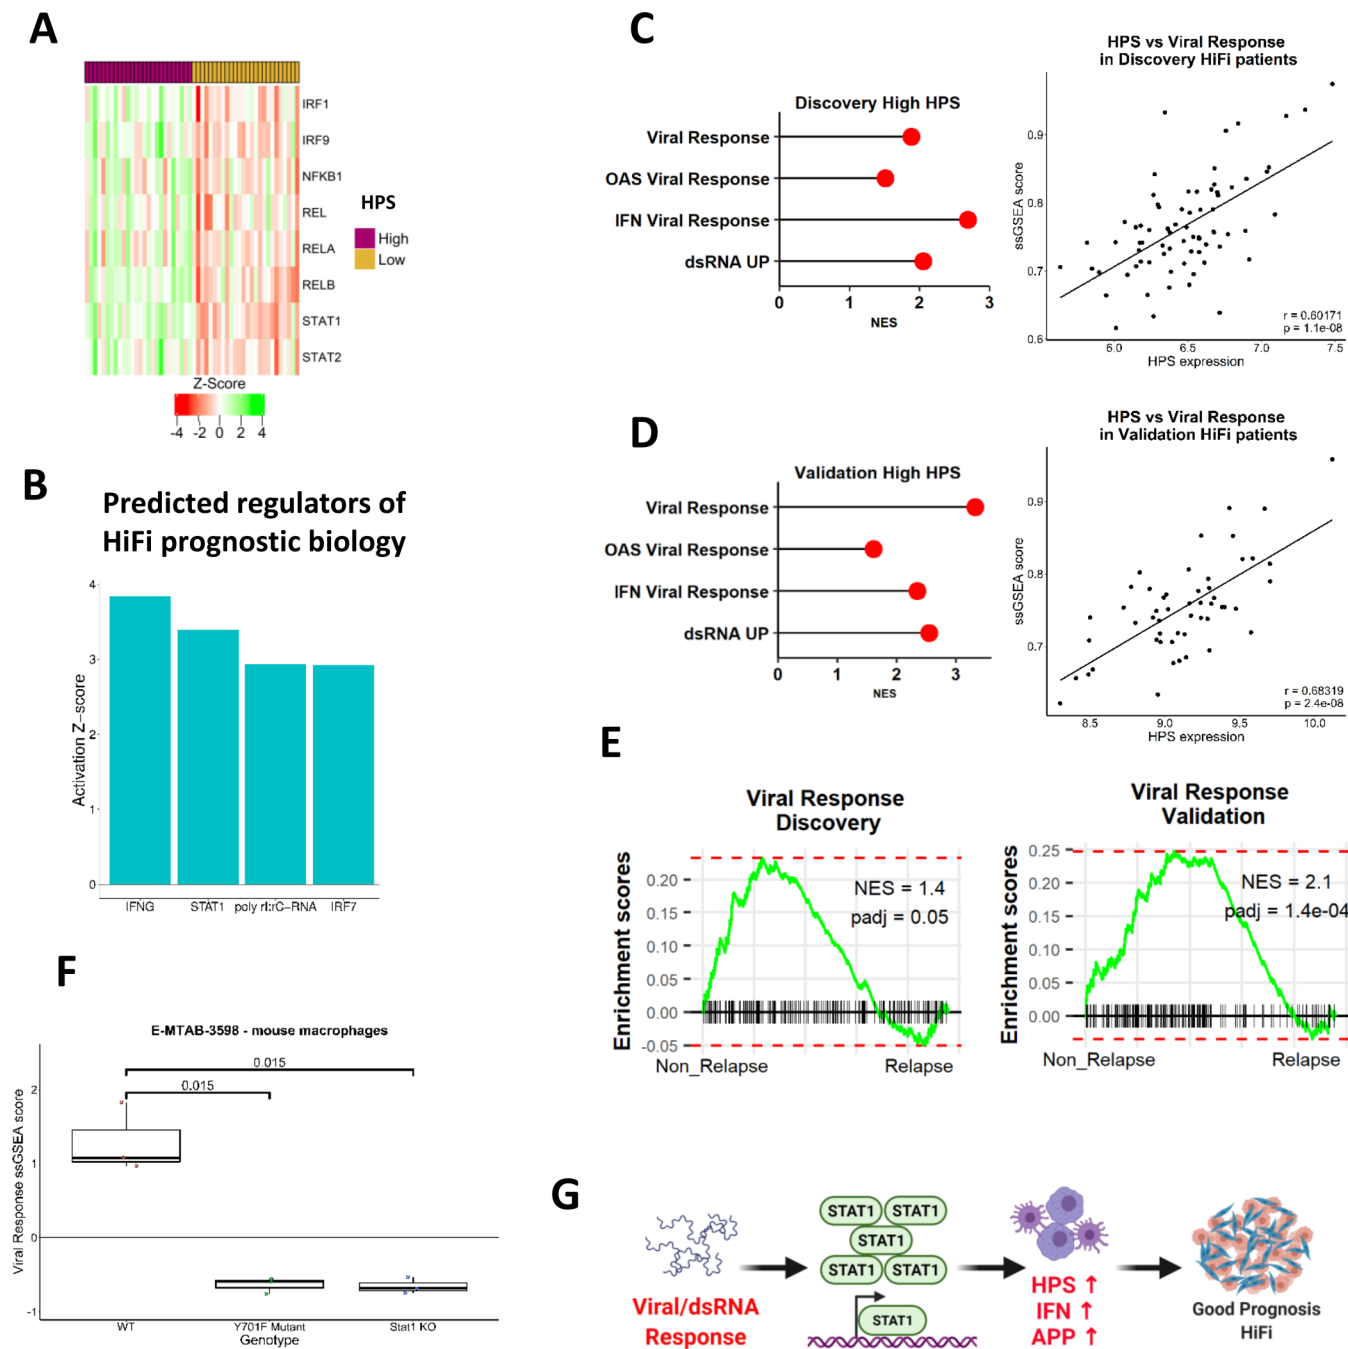 A
IRF1
IRF9
NFKB1
REL
RELA
RELB
STAT1
STAT2
HPS
High
Low
Z-Score
-4 -2 0 2 4
B
Predicted regulators of
HiFi prognostic biology
Activation Z-score
4
3
2
1
0
IFNG STAT1 poly rI:rC-RNA IRF7
C
Discovery High HPS
Viral Response
OAS Viral Response
IFN Viral Response
dsRNA UP
0 1 2 3
NES
HPS vs Viral Response
in Discovery HiFi patients
ssGSEA score
0.9
0.8
0.7
0.6
r = 0.60171
p = 1.1e-08
6.0 6.5 7.0 7.5
HPS expression
D
Validation High HPS
Viral Response
OAS Viral Response
IFN Viral Response
dsRNA UP
0 1 2 3
NES
HPS vs Viral Response
in Validation HiFi patients
ssGSEA score
0.9
0.8
0.7
r = 0.68319
p = 2.4e-08
8.5 9.0 9.5 10.0
HPS expression
E
Viral Response
Discovery
Enrichment scores
0.20
0.15
0.10
0.05
0.00
-0.05
NES = 1.4
padj = 0.05
Non_Relapse Relapse
Viral Response
Validation
Enrichment scores
0.25
0.20
0.15
0.10
0.05
0.00
NES = 2.1
padj = 1.4e-04
Non_Relapse Relapse
F
E-MTAB-3598 - mouse macrophages
Viral Response ssGSEA score
2
1
0
-1
0.015
0.015
WT Y701F Mutant Stat1 KO
Genotype
G
Viral/dsRNA
Response
STAT1 STAT1
STAT1
STAT1 STAT1
STAT1
HPS ↑
IFN ↑
APP ↑
Good Prognosis
HiFi